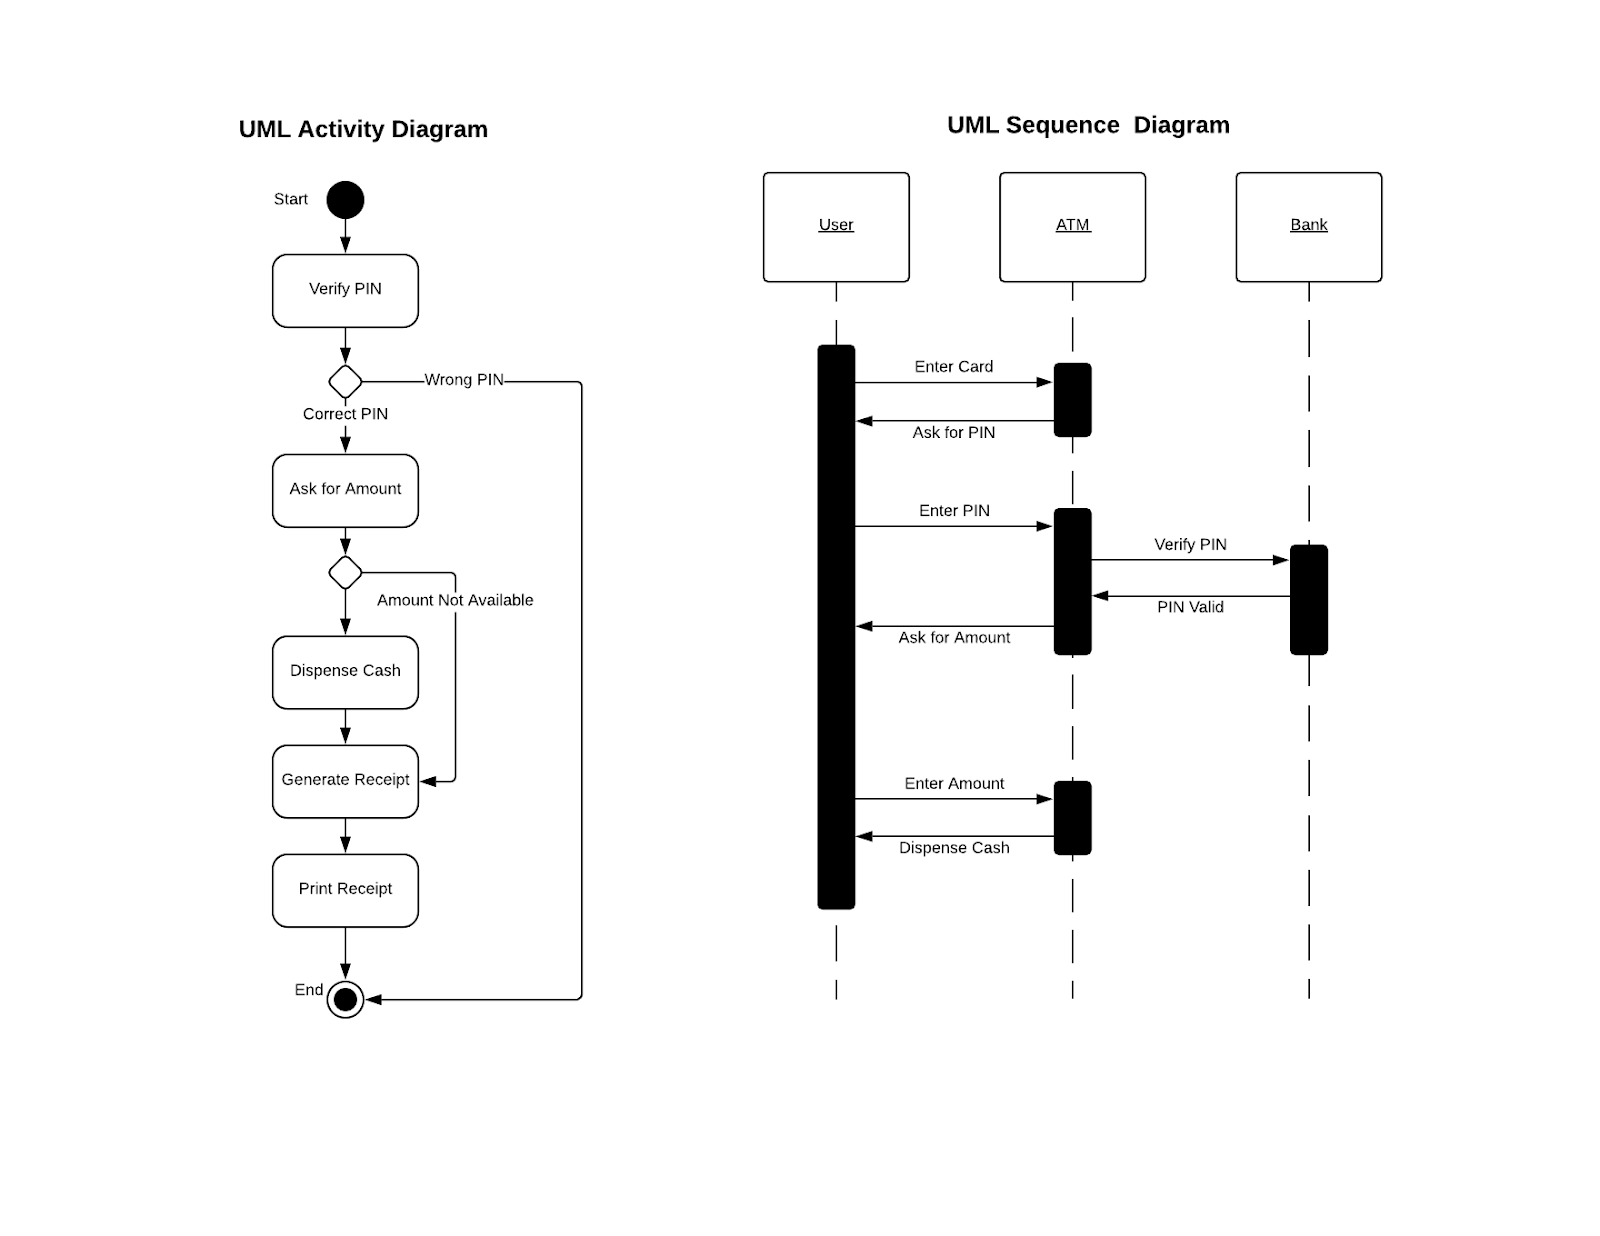 UML Activity Diagram
Start
Verify PIN
Wrong PIN
Correct PIN
Ask for Amount
Amount Not Available
Dispense Cash
Generate Receipt
Print Receipt
End
UML Sequence  Diagram
User
ATM
Bank
Enter Card
Ask for PIN
Enter PIN
Verify PIN
PIN Valid
Ask for Amount
Enter Amount
Dispense Cash